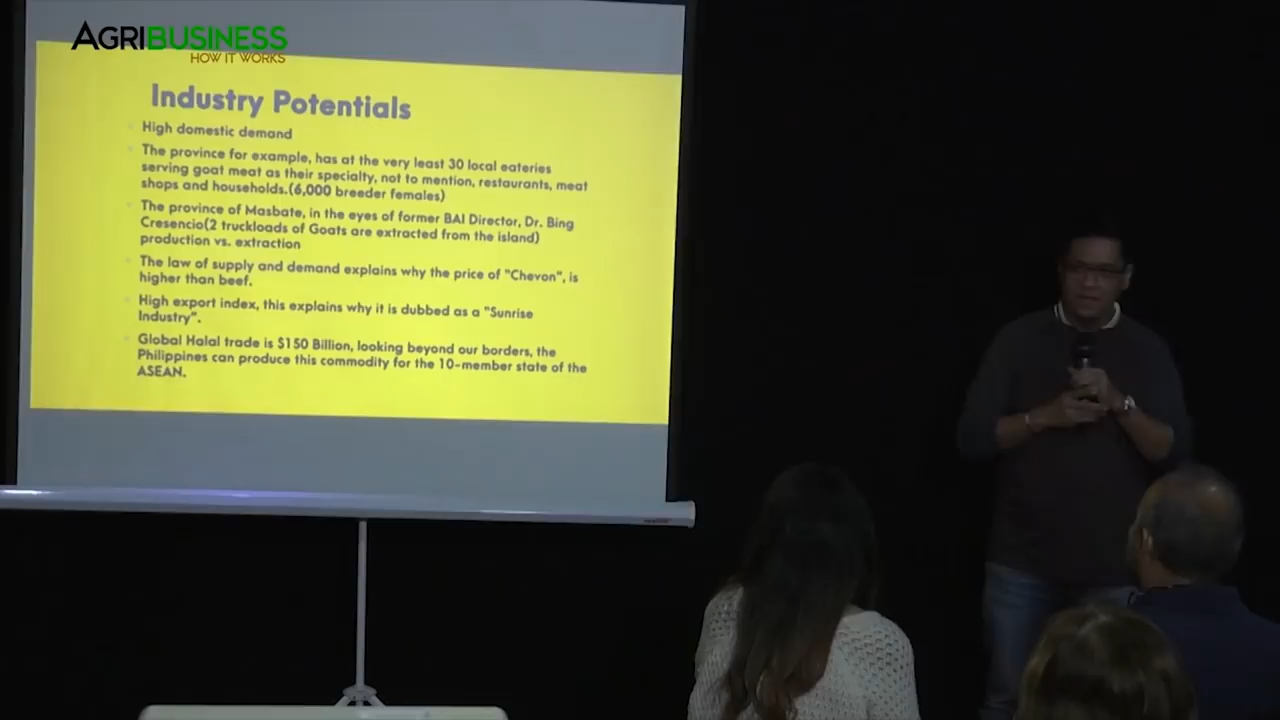 AGRIBUSINESS
HOW IT WORKS
Industry Potentials
High domestic demand
The province for example, has at the very least 30 local eateries
serving goat meat as their specialty, not to mention, restaurants, meat
shops and households.(6,000 breeder females)
The province of Masbate, in the eyes of former BAI Director, Dr. Bing
Cresencio(2 truckloads of Goats are extracted from the island)
production vs. extraction
The law of supply and demand explains why the price of "Chevon", is
higher than beef.
High export index, this explains why it is dubbed as a "Sunrise
Industry".
Global Halal trade is $150 Billion, looking beyond our borders, the
Philippines can produce this commodity for the 10-member state of the
ASEAN.